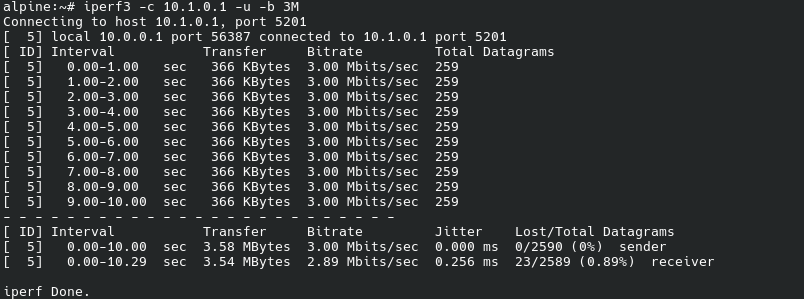 alpine:~# iperf3 -c 10.1.0.1 -u -b 3M
Connecting to host 10.1.0.1, port 5201
[  5] local 10.0.0.1 port 56387 connected to 10.1.0.1 port 5201
[ ID] Interval           Transfer     Bitrate         Total Datagrams
[  5]   0.00-1.00   sec   366 KBytes  3.00 Mbits/sec  259
[  5]   1.00-2.00   sec   366 KBytes  3.00 Mbits/sec  259
[  5]   2.00-3.00   sec   366 KBytes  3.00 Mbits/sec  259
[  5]   3.00-4.00   sec   366 KBytes  3.00 Mbits/sec  259
[  5]   4.00-5.00   sec   366 KBytes  3.00 Mbits/sec  259
[  5]   5.00-6.00   sec   366 KBytes  3.00 Mbits/sec  259
[  5]   6.00-7.00   sec   366 KBytes  3.00 Mbits/sec  259
[  5]   7.00-8.00   sec   366 KBytes  3.00 Mbits/sec  259
[  5]   8.00-9.00   sec   366 KBytes  3.00 Mbits/sec  259
[  5]   9.00-10.00  sec   366 KBytes  3.00 Mbits/sec  259
- - - - - - - - - - - - - - - - - - - - - - - - -
[ ID] Interval           Transfer     Bitrate         Jitter    Lost/Total Datagrams
[  5]   0.00-10.00  sec  3.58 MBytes  3.00 Mbits/sec  0.000 ms  0/2590 (0%)  sender
[  5]   0.00-10.29  sec  3.54 MBytes  2.89 Mbits/sec  0.256 ms  23/2589 (0.89%)  receiver
iperf Done.